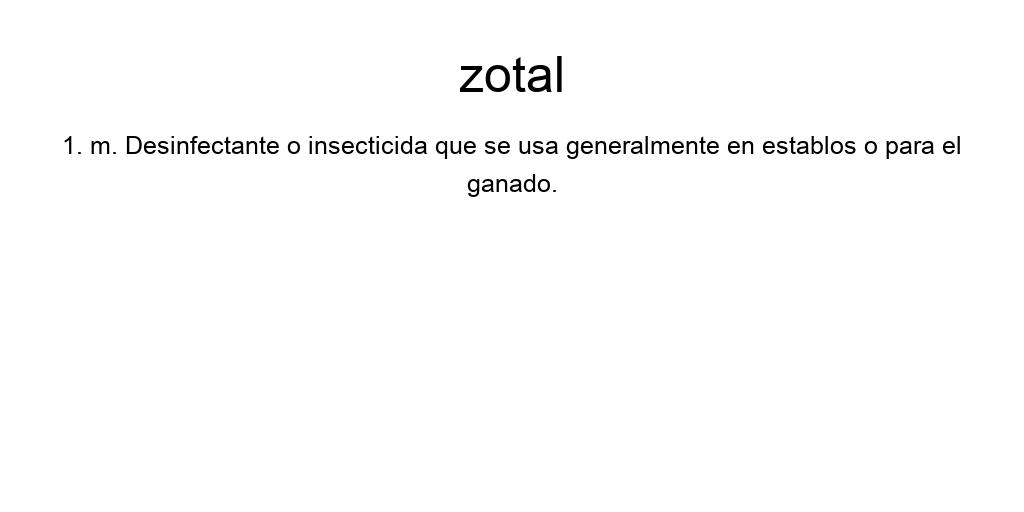 zotal
1. m. Desinfectante o insecticida que se usa generalmente en establos o para el
ganado.